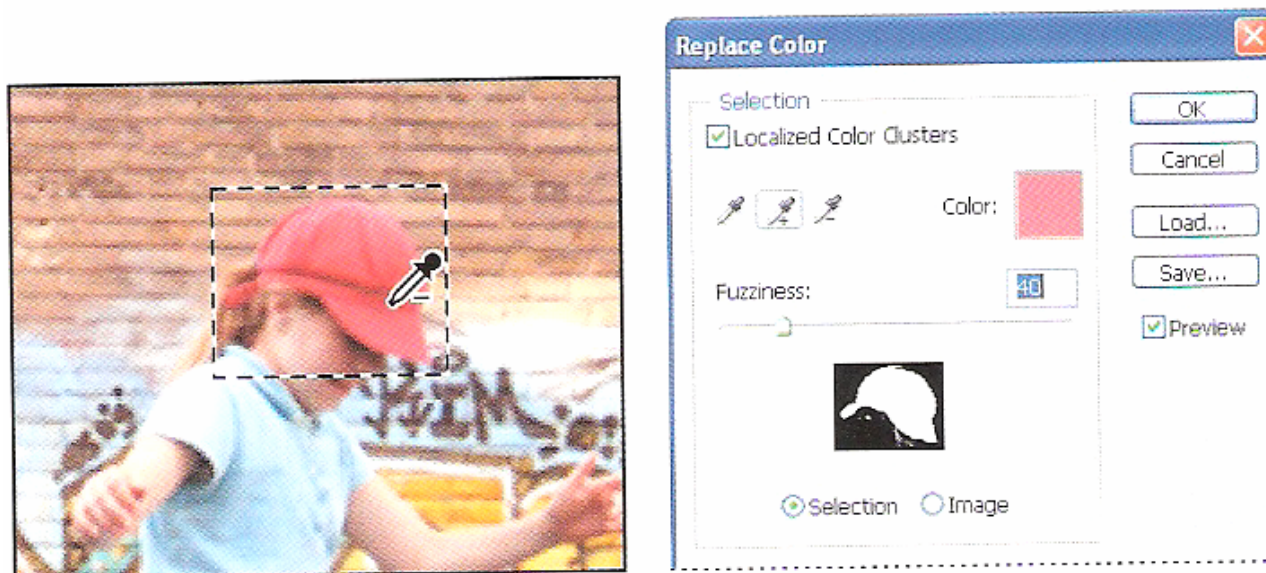 Replace Color
Selection
Localized Color Clusters
Color:
Fuzziness:
40
Selection
Image
OK
Cancel
Load...
Save...
Preview